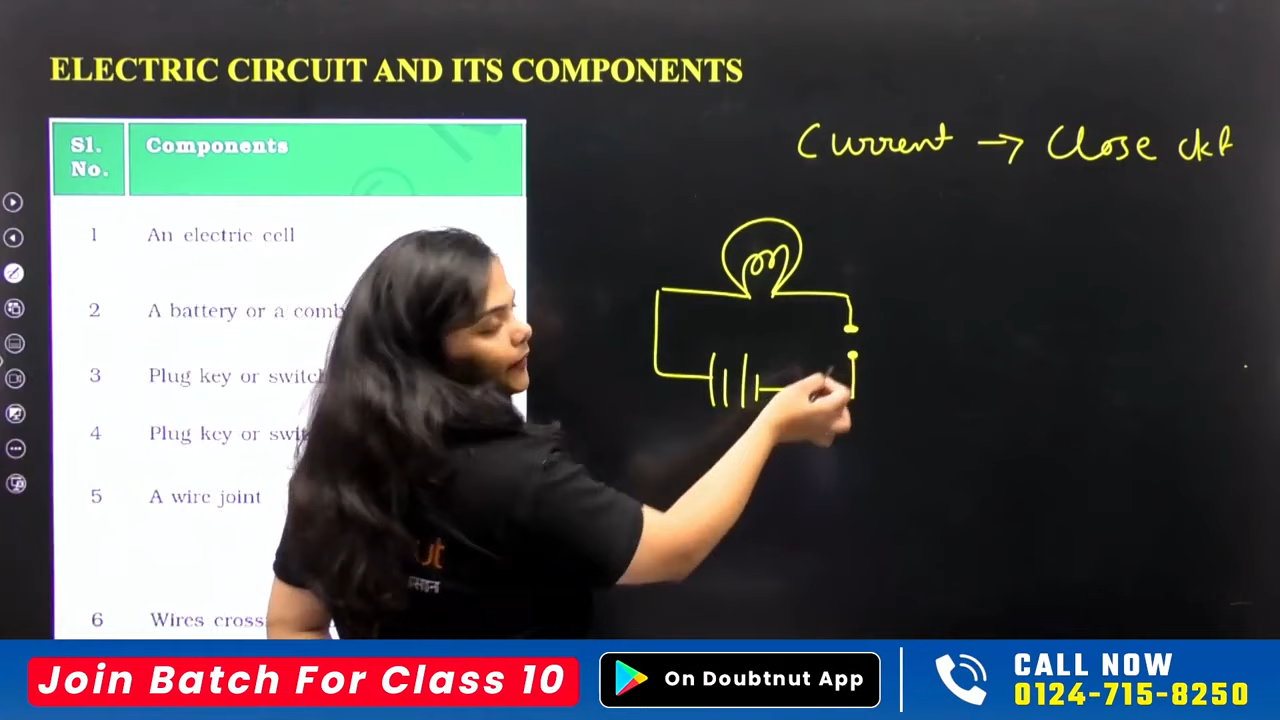 ELECTRIC CIRCUIT AND ITS COMPONENTS
Current → Close ckt
Sl. No.
Components
1 An electric cell
2 A battery or a comb
3 Plug key or switch
4 Plug key or swit
5 A wire joint
6 Wires cross
ut
Join Batch For Class 10
On Doubtnut App
CALL NOW
0124-715-8250